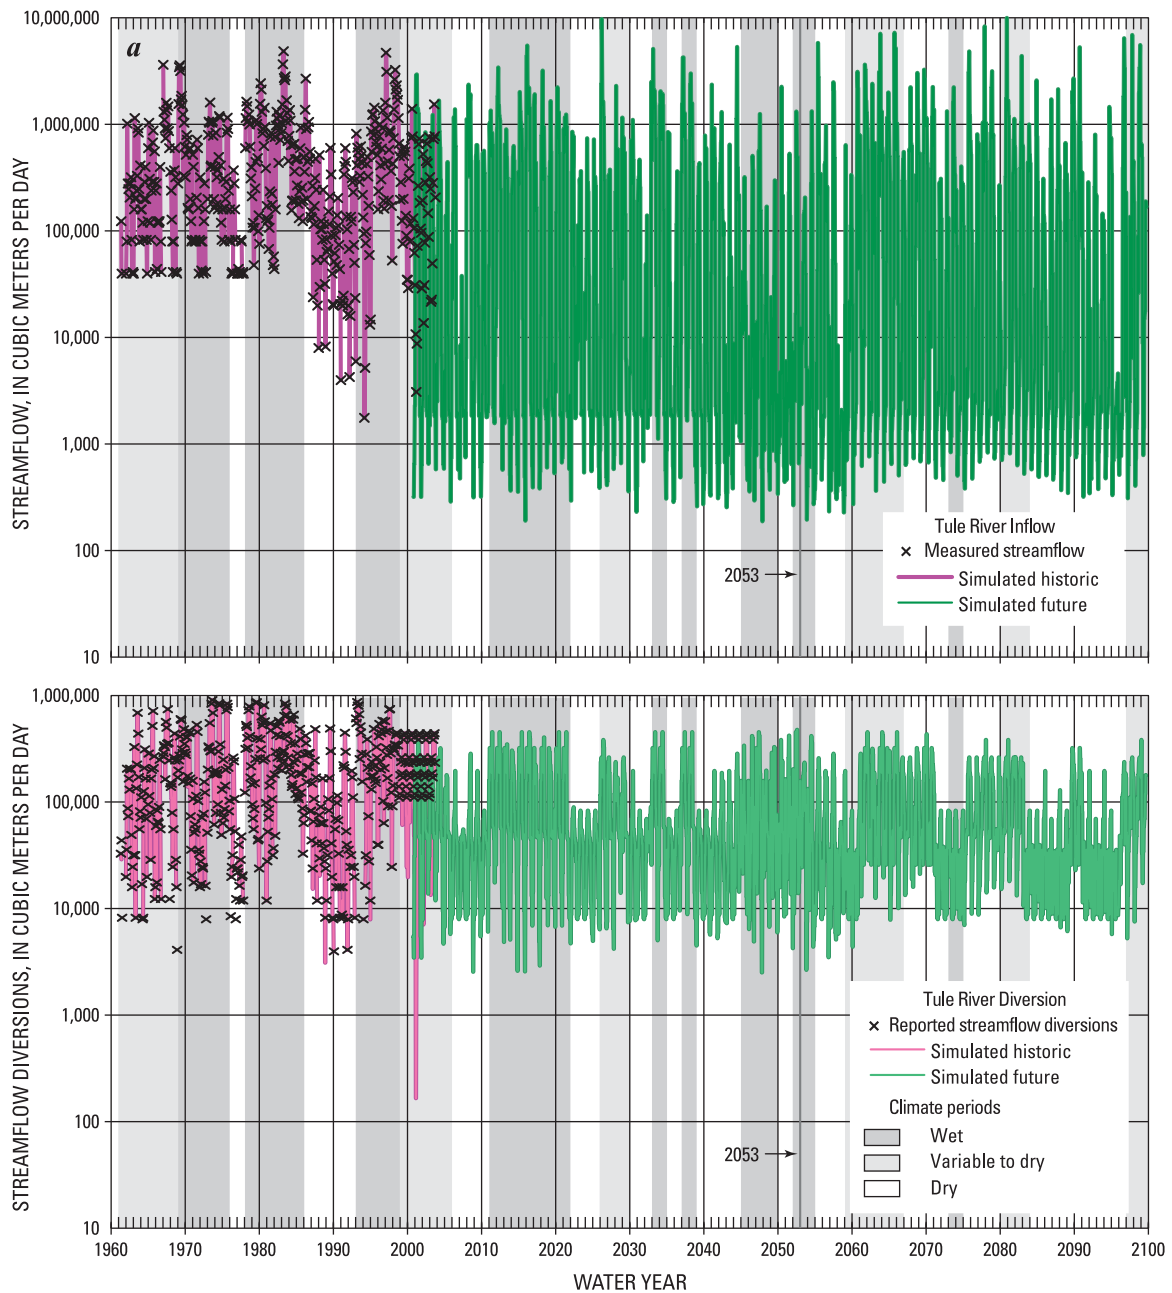 a
STREAMFLOW, IN CUBIC METERS PER DAY
10,000,000
1,000,000
100,000
10,000
1,000
100
10
2053
Tule River Inflow
Measured streamflow
Simulated historic
Simulated future
STREAMFLOW DIVERSIONS, IN CUBIC METERS PER DAY
1,000,000
100,000
10,000
1,000
100
10
2053
Tule River Diversion
Reported streamflow diversions
Simulated historic
Simulated future
Climate periods
Wet
Variable to dry
Dry
1960 1970 1980 1990 2000 2010 2020 2030 2040 2050 2060 2070 2080 2090 2100
WATER YEAR